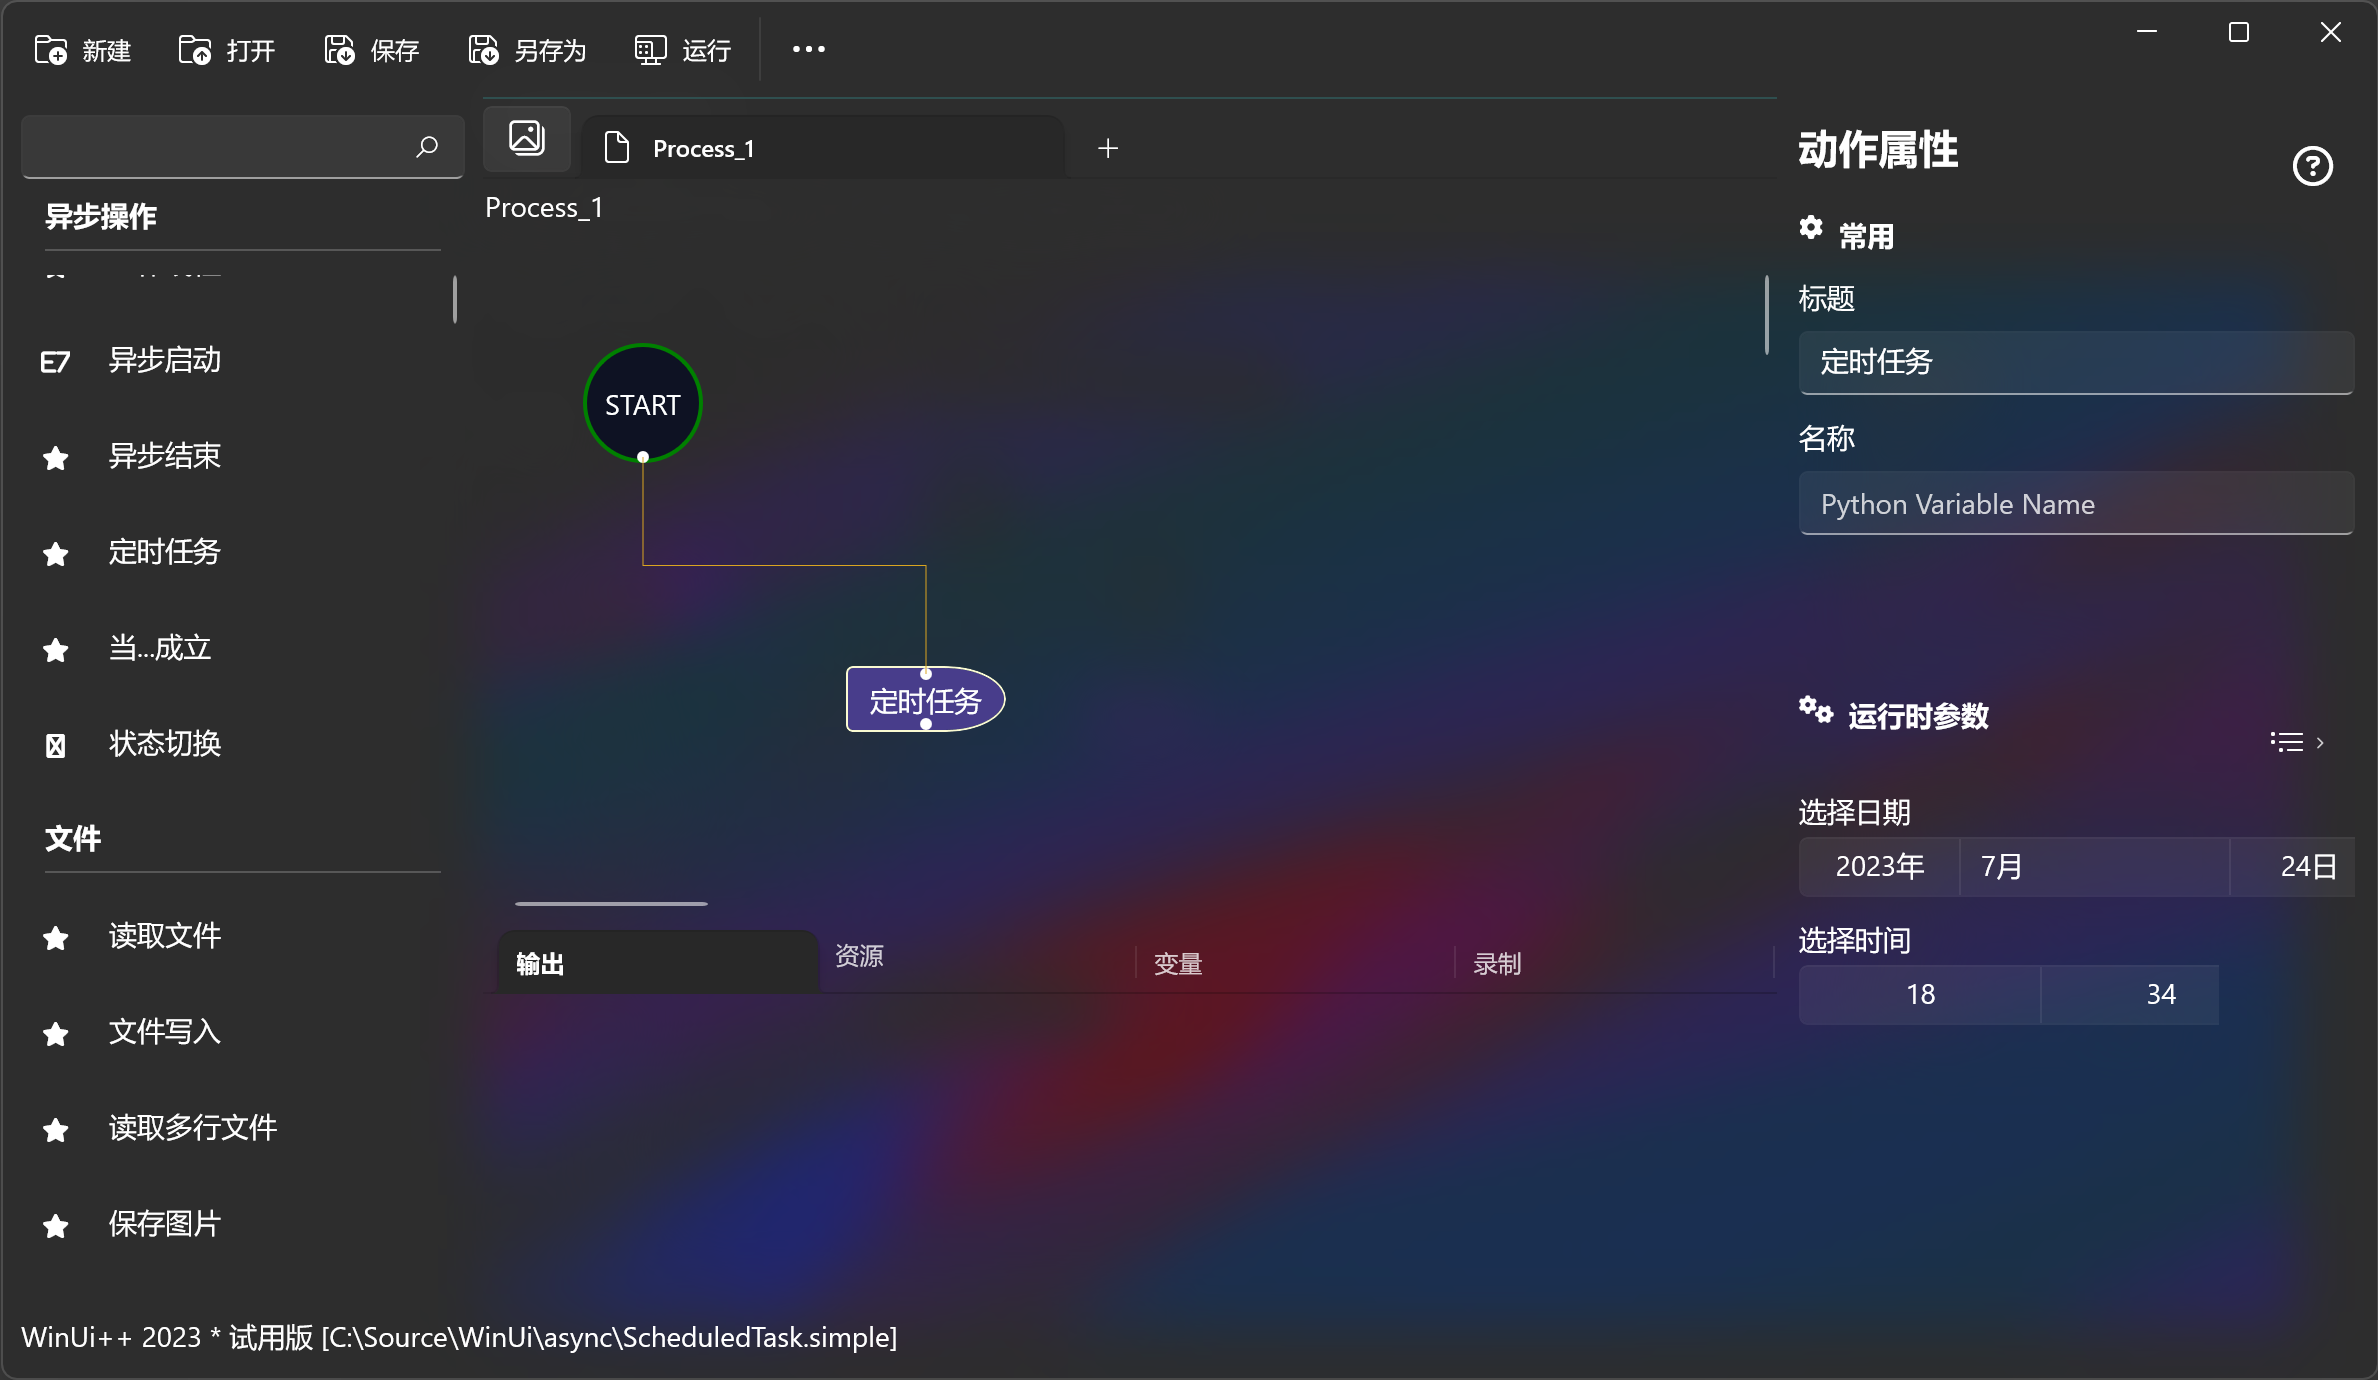 新建
打开
保存
另存为
运行
Process_1
Process_1
异步操作
E7 异步启动
异步结束
定时任务
当...成立
状态切换
文件
读取文件
文件写入
读取多行文件
保存图片
START
定时任务
输出
资源
变量
录制
动作属性
常用
标题
定时任务
名称
Python Variable Name
运行时参数
选择日期
2023年 7月 24日
选择时间
18 34
WinUi++ 2023 * 试用版 [C:\Source\WinUi\async\ScheduledTask.simple]